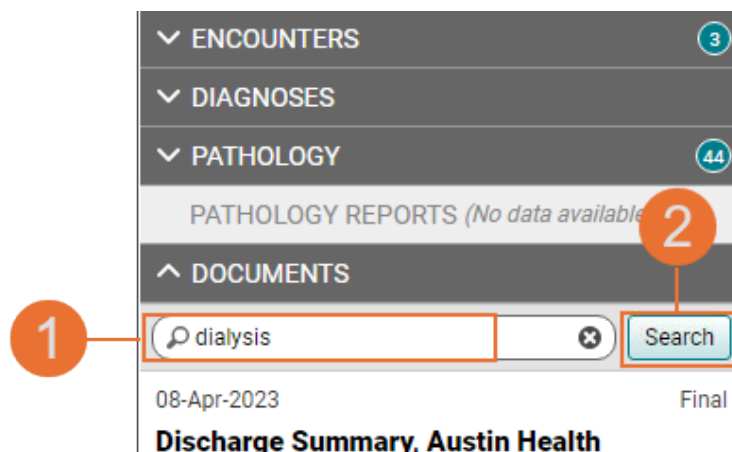 ENCOUNTERS 3
DIAGNOSES
PATHOLOGY 44
PATHOLOGY REPORTS (No data available
2
DOCUMENTS
1 dialysis Search
08-Apr-2023 Final
Discharge Summary, Austin Health